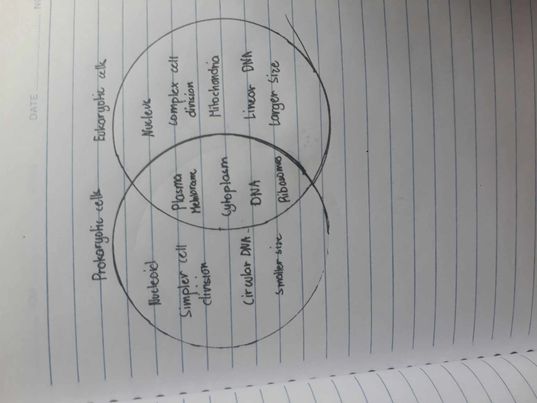 Prokaryotic cells
Eukaryotic cells
Nucleoid
Simpler cell
division
Circular DNA
Smaller size
Plasma
Membrane
Cytoplasm
DNA
Ribosomes
Nucleus
Complex cell
division
Mitochondria
Linear DNA
Larger size
DATE